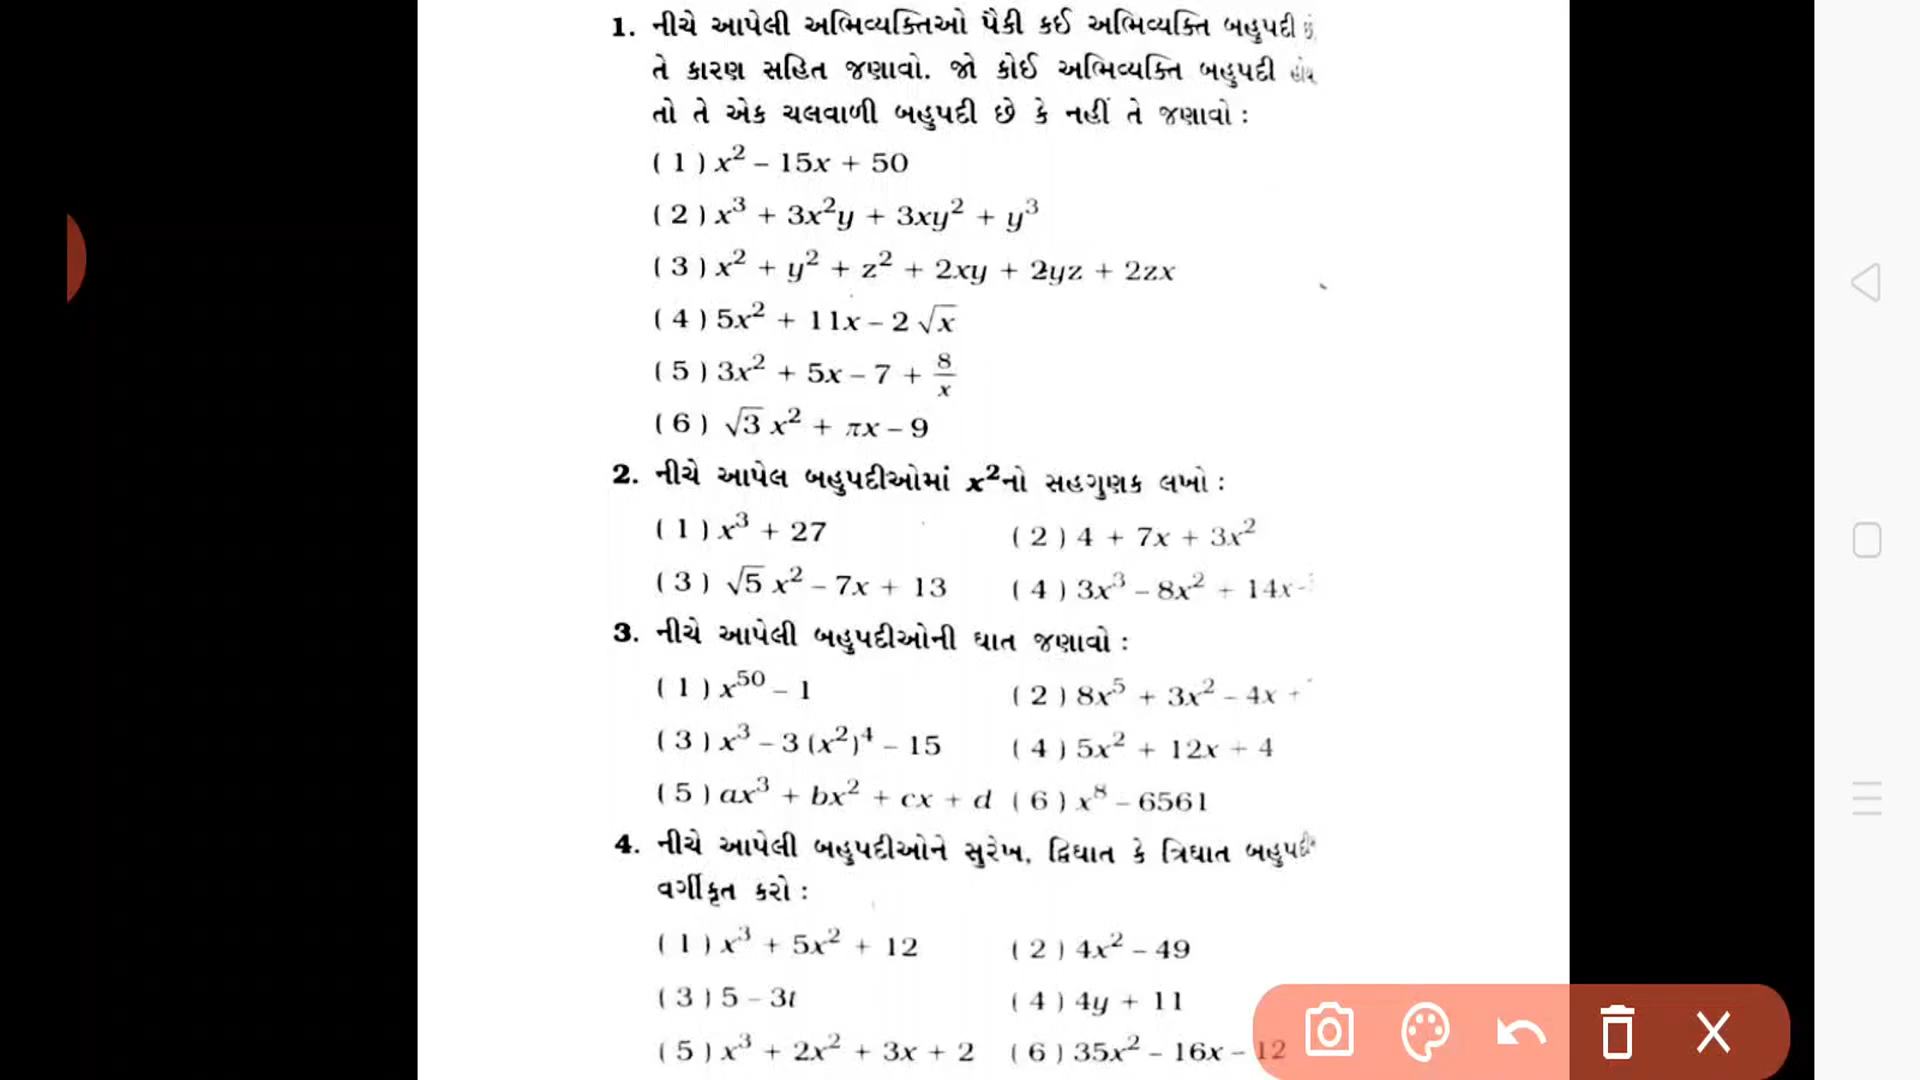 1. નીચે આપેલી અભિવ્યક્તિઓ પૈકી કઈ અભિવ્યક્તિ બહુપદી છે
તે કારણ સહિત જણાવો. જો કોઈ અભિવ્યક્તિ બહુપદી હોય
તો તે એક ચલવાળી બહુપદી છે કે નહીં તે જણાવો :
( 1 ) x² – 15x + 50
( 2 ) x³ + 3x²y + 3xy² + y³
( 3 ) x² + y² + z² + 2xy + 2yz + 2zx
( 4 ) 5x² + 11x – 2 √x
( 5 ) 3x² + 5x – 7 + 8/x
( 6 ) √3 x² + πx – 9
2. નીચે આપેલ બહુપદીઓમાં x²નો સહગુણક લખો :
( 1 ) x³ + 27 ( 2 ) 4 + 7x + 3x²
( 3 ) √5 x² – 7x + 13 ( 4 ) 3x³ – 8x² + 14x –
3. નીચે આપેલી બહુપદીઓની ઘાત જણાવો :
( 1 ) x⁵⁰ – 1 ( 2 ) 8x⁵ + 3x² – 4x +
( 3 ) x³ – 3 (x²)⁴ – 15 ( 4 ) 5x² + 12x + 4
( 5 ) ax³ + bx² + cx + d ( 6 ) x⁸ – 6561
4. નીચે આપેલી બહુપદીઓને સુરેખ, દ્વિઘાત કે ત્રિઘાત
વર્ગીકૃત કરો :
( 1 ) x³ + 5x² + 12 ( 2 ) 4x² – 49
( 3 ) 5 – 3t ( 4 ) 4y + 11
( 5 ) x³ + 2x² + 3x + 2 ( 6 ) 35x² – 16x – 12